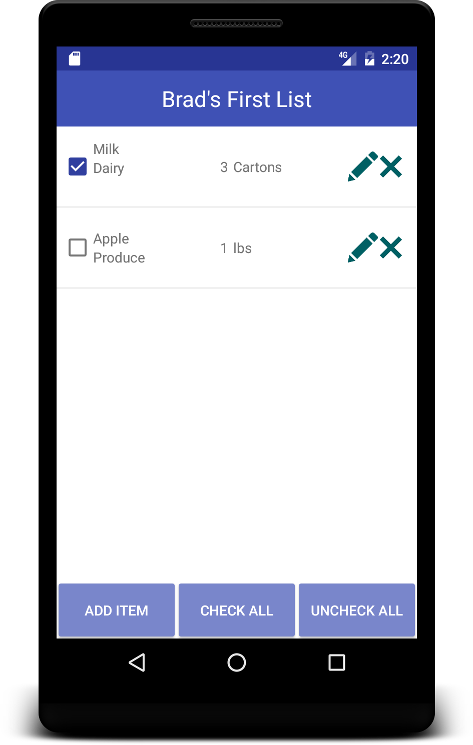 4G 2:20
Brad's First List
Milk
Dairy
3 Cartons
Apple
Produce
1 lbs
ADD ITEM CHECK ALL UNCHECK ALL